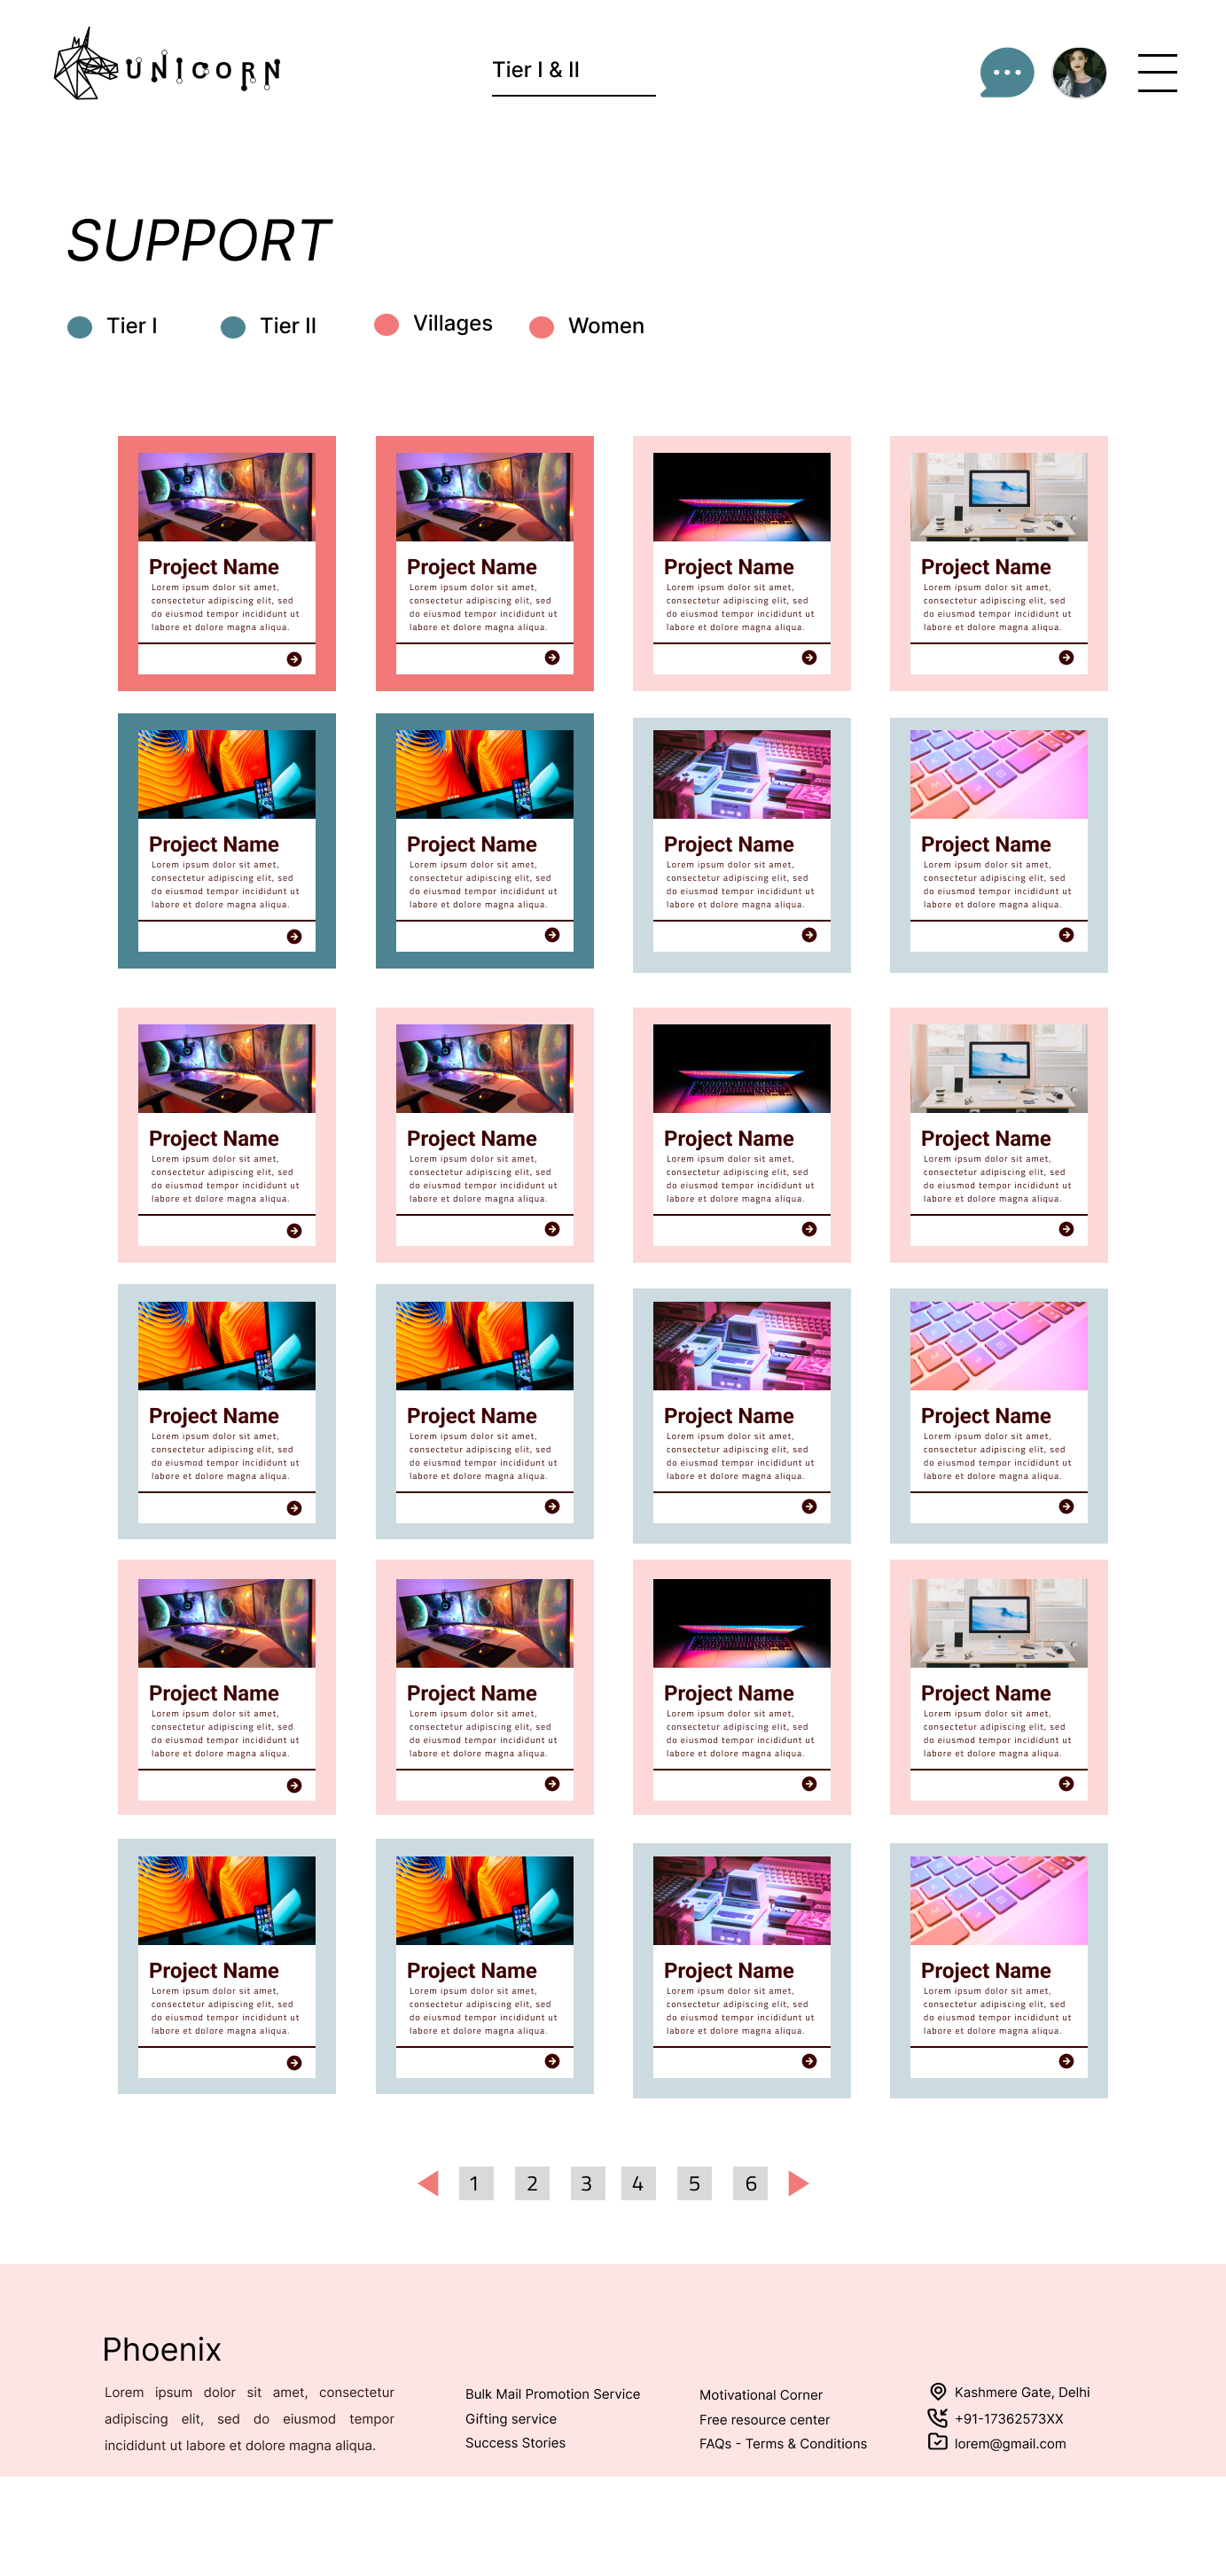 UNICORN
Tier I & II
SUPPORT
Tier I
Tier II
Villages
Women
Project Name
Lorem ipsum dolor sit amet,
consectetur adipiscing elit, sed
do eiusmod tempor incididunt ut
labore et dolore magna aliqua.
Project Name
Lorem ipsum dolor sit amet,
consectetur adipiscing elit, sed
do eiusmod tempor incididunt ut
labore et dolore magna aliqua.
Project Name
Lorem ipsum dolor sit amet,
consectetur adipiscing elit, sed
do eiusmod tempor incididunt ut
labore et dolore magna aliqua.
Project Name
Lorem ipsum dolor sit amet,
consectetur adipiscing elit, sed
do eiusmod tempor incididunt ut
labore et dolore magna aliqua.
Project Name
Lorem ipsum dolor sit amet,
consectetur adipiscing elit, sed
do eiusmod tempor incididunt ut
labore et dolore magna aliqua.
Project Name
Lorem ipsum dolor sit amet,
consectetur adipiscing elit, sed
do eiusmod tempor incididunt ut
labore et dolore magna aliqua.
Project Name
Lorem ipsum dolor sit amet,
consectetur adipiscing elit, sed
do eiusmod tempor incididunt ut
labore et dolore magna aliqua.
Project Name
Lorem ipsum dolor sit amet,
consectetur adipiscing elit, sed
do eiusmod tempor incididunt ut
labore et dolore magna aliqua.
Project Name
Lorem ipsum dolor sit amet,
consectetur adipiscing elit, sed
do eiusmod tempor incididunt ut
labore et dolore magna aliqua.
Project Name
Lorem ipsum dolor sit amet,
consectetur adipiscing elit, sed
do eiusmod tempor incididunt ut
labore et dolore magna aliqua.
Project Name
Lorem ipsum dolor sit amet,
consectetur adipiscing elit, sed
do eiusmod tempor incididunt ut
labore et dolore magna aliqua.
Project Name
Lorem ipsum dolor sit amet,
consectetur adipiscing elit, sed
do eiusmod tempor incididunt ut
labore et dolore magna aliqua.
Project Name
Lorem ipsum dolor sit amet,
consectetur adipiscing elit, sed
do eiusmod tempor incididunt ut
labore et dolore magna aliqua.
Project Name
Lorem ipsum dolor sit amet,
consectetur adipiscing elit, sed
do eiusmod tempor incididunt ut
labore et dolore magna aliqua.
Project Name
Lorem ipsum dolor sit amet,
consectetur adipiscing elit, sed
do eiusmod tempor incididunt ut
labore et dolore magna aliqua.
Project Name
Lorem ipsum dolor sit amet,
consectetur adipiscing elit, sed
do eiusmod tempor incididunt ut
labore et dolore magna aliqua.
Project Name
Lorem ipsum dolor sit amet,
consectetur adipiscing elit, sed
do eiusmod tempor incididunt ut
labore et dolore magna aliqua.
Project Name
Lorem ipsum dolor sit amet,
consectetur adipiscing elit, sed
do eiusmod tempor incididunt ut
labore et dolore magna aliqua.
Project Name
Lorem ipsum dolor sit amet,
consectetur adipiscing elit, sed
do eiusmod tempor incididunt ut
labore et dolore magna aliqua.
Project Name
Lorem ipsum dolor sit amet,
consectetur adipiscing elit, sed
do eiusmod tempor incididunt ut
labore et dolore magna aliqua.
Project Name
Lorem ipsum dolor sit amet,
consectetur adipiscing elit, sed
do eiusmod tempor incididunt ut
labore et dolore magna aliqua.
Project Name
Lorem ipsum dolor sit amet,
consectetur adipiscing elit, sed
do eiusmod tempor incididunt ut
labore et dolore magna aliqua.
Project Name
Lorem ipsum dolor sit amet,
consectetur adipiscing elit, sed
do eiusmod tempor incididunt ut
labore et dolore magna aliqua.
Project Name
Lorem ipsum dolor sit amet,
consectetur adipiscing elit, sed
do eiusmod tempor incididunt ut
labore et dolore magna aliqua.
1 2 3 4 5 6
Phoenix
Lorem ipsum dolor sit amet, consectetur
adipiscing elit, sed do eiusmod tempor
incididunt ut labore et dolore magna aliqua.
Bulk Mail Promotion Service
Gifting service
Success Stories
Motivational Corner
Free resource center
FAQs - Terms & Conditions
Kashmere Gate, Delhi
+91-17362573XX
lorem@gmail.com